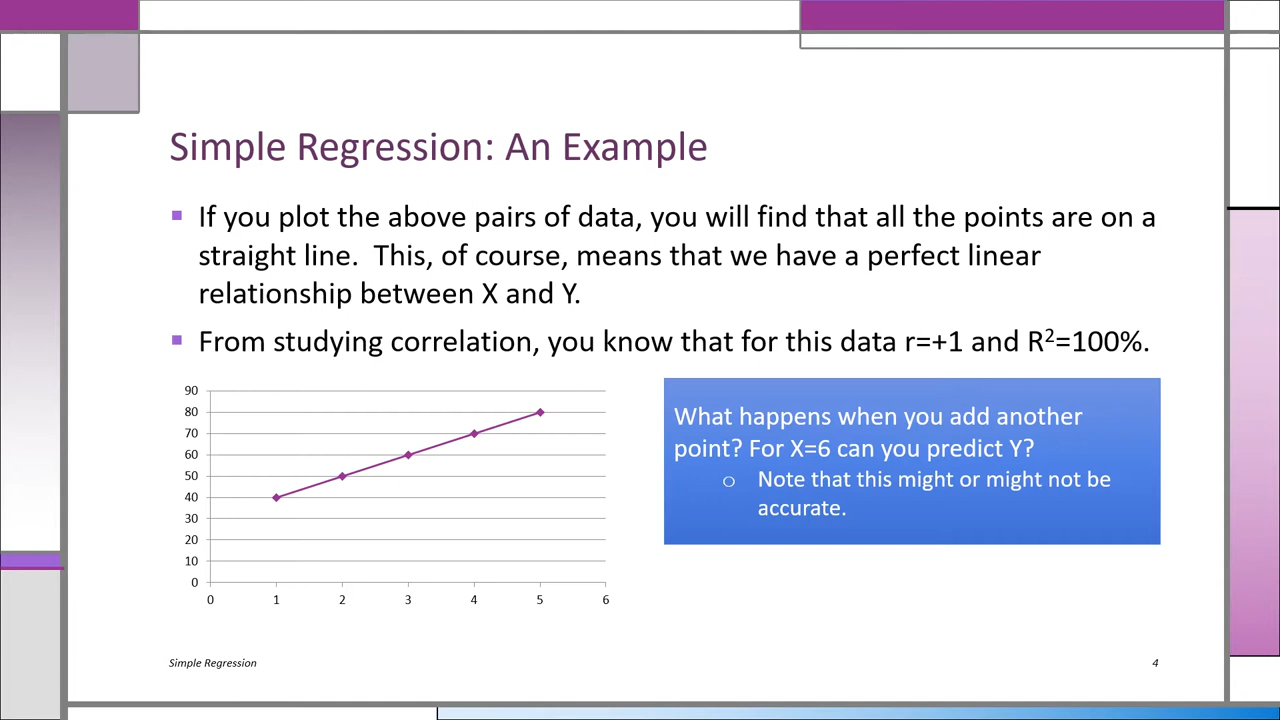 Simple Regression: An Example
▪ If you plot the above pairs of data, you will find that all the points are on a
straight line.  This, of course, means that we have a perfect linear
relationship between X and Y.
▪ From studying correlation, you know that for this data r=+1 and R²=100%.
90
80
70
60
50
40
30
20
10
0
0 1 2 3 4 5 6
What happens when you add another
point? For X=6 can you predict Y?
o Note that this might or might not be
accurate.
Simple Regression
4